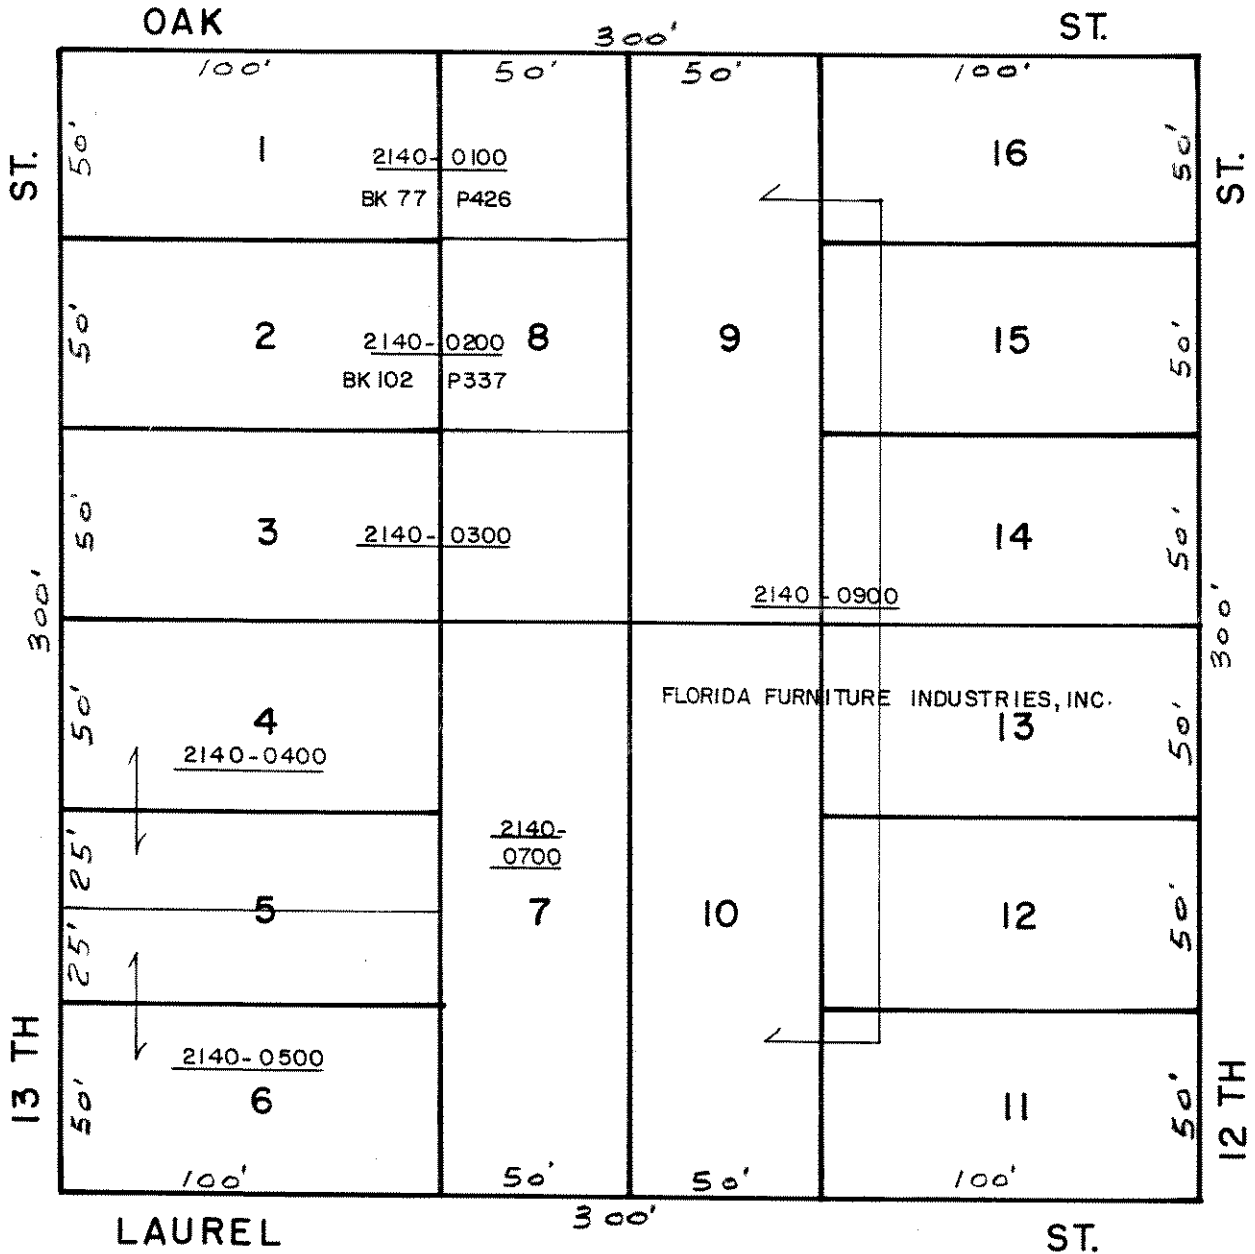 OAK ST.
300'
100' 50' 50' 100'
ST. 50' 1 2140-0100 16 50' ST.
BK 77 P426
50' 2 2140-0200 8 9 15 50'
BK 102 P337
50' 3 2140-0300 14 50'
300' 2140-0900 300'
FLORIDA FURNITURE INDUSTRIES, INC.
50' 4 13 50'
2140-0400
25' 2140-
0700
5 7 10 12 50'
25'
13 TH 2140-0500 12 TH
50' 6 11 50'
100' 50' 50' 100'
300'
LAUREL ST.